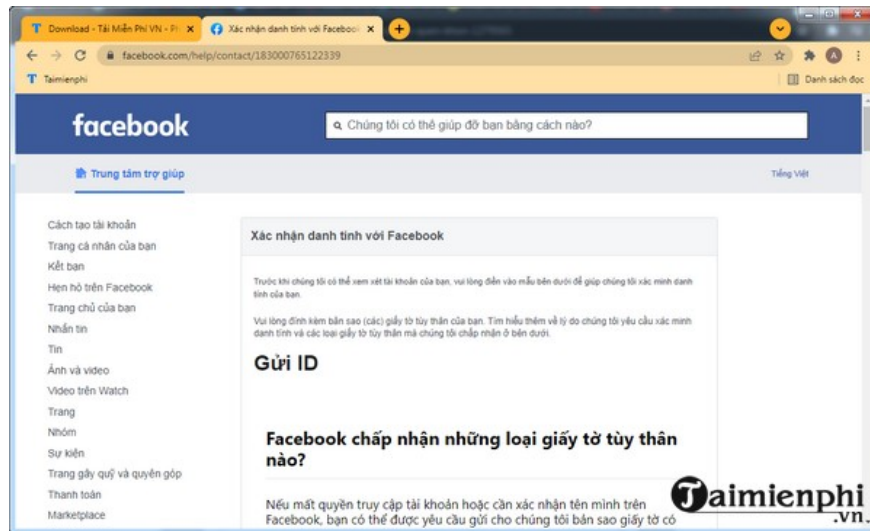 Download - Tải Miễn Phí VN - Ph
Xác nhận danh tính với Facebook
facebook.com/help/contact/183000765122339
A
Taimienphi
Danh sách đọc
facebook
Chúng tôi có thể giúp đỡ bạn bằng cách nào?
Trung tâm trợ giúp
Tiếng Việt
Cách tạo tài khoản
Trang cá nhân của bạn
Kết bạn
Hẹn hò trên Facebook
Trang chủ của bạn
Nhắn tin
Tin
Ảnh và video
Video trên Watch
Trang
Nhóm
Sự kiện
Trang gây quỹ và quyên góp
Thanh toán
Marketplace
Xác nhận danh tính với Facebook
Trước khi chúng tôi có thể xem xét tài khoản của bạn, vui lòng điền vào mẫu bên dưới để giúp chúng tôi xác minh danh
tính của bạn.
Vui lòng đính kèm bản sao (các) giấy tờ tùy thân của bạn. Tìm hiểu thêm về lý do chúng tôi yêu cầu xác minh
danh tính và các loại giấy tờ tùy thân mà chúng tôi chấp nhận ở bên dưới.
Gửi ID
Facebook chấp nhận những loại giấy tờ tùy thân
nào?
Nếu mất quyền truy cập tài khoản hoặc cần xác nhận tên mình trên
Facebook, bạn có thể được yêu cầu gửi cho chúng tôi bản sao giấy tờ có
Taimienphi
.vn